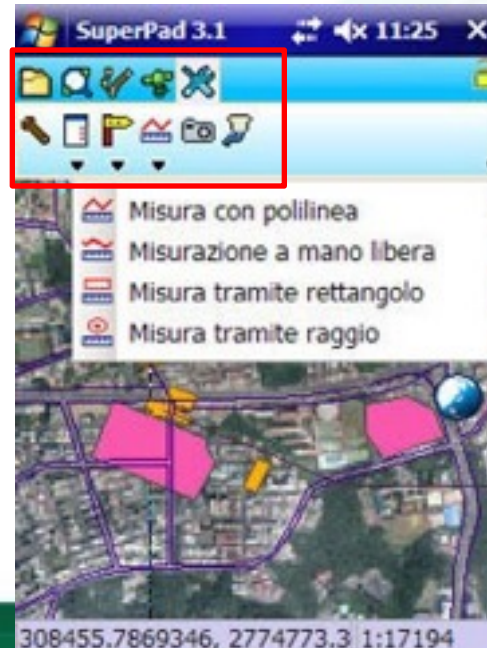 SuperPad 3.1 11:25
Misura con polilinea
Misurazione a mano libera
Misura tramite rettangolo
Misura tramite raggio
308455.7869346, 2774773.3 1:17194